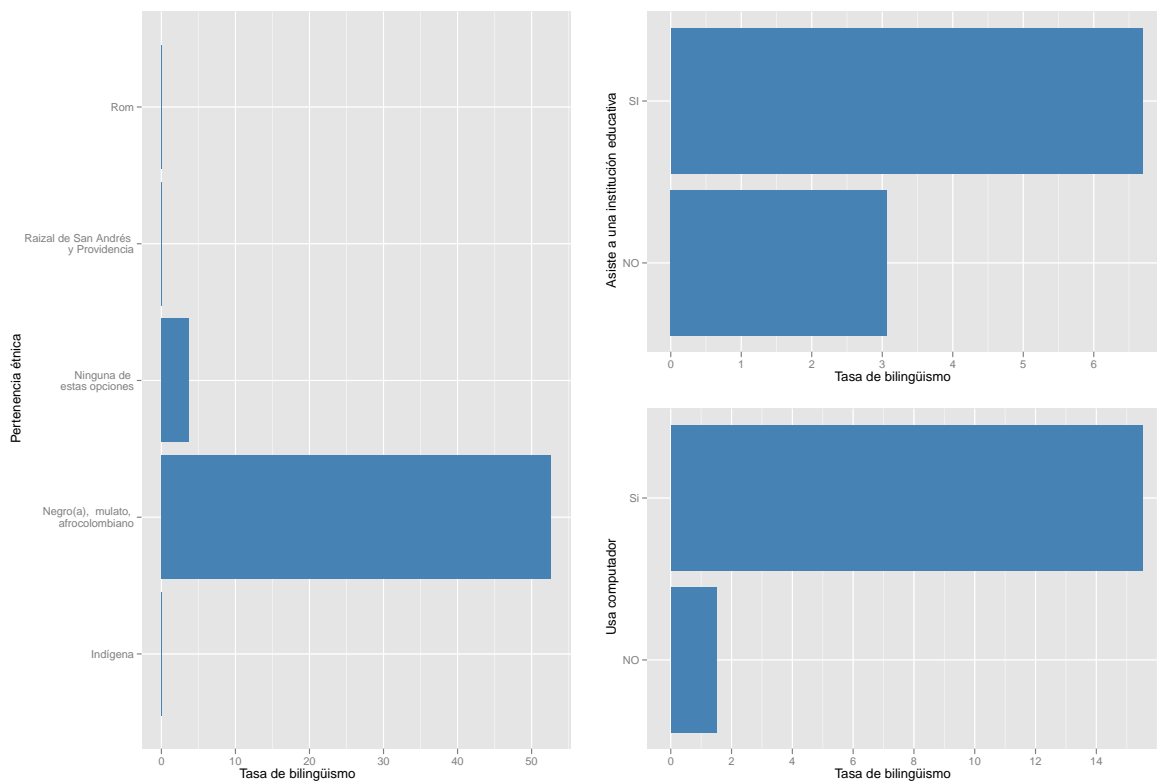 Pertenencia étnica
Rom
Raizal de San Andrés
y Providencia
Ninguna de
estas opciones
Negro(a), mulato,
afrocolombiano
Indígena
0 10 20 30 40 50
Tasa de bilingüismo
Asiste a una institución educativa
SI
NO
0 1 2 3 4 5 6
Tasa de bilingüismo
Usa computador
Si
NO
0 2 4 6 8 10 12 14
Tasa de bilingüismo